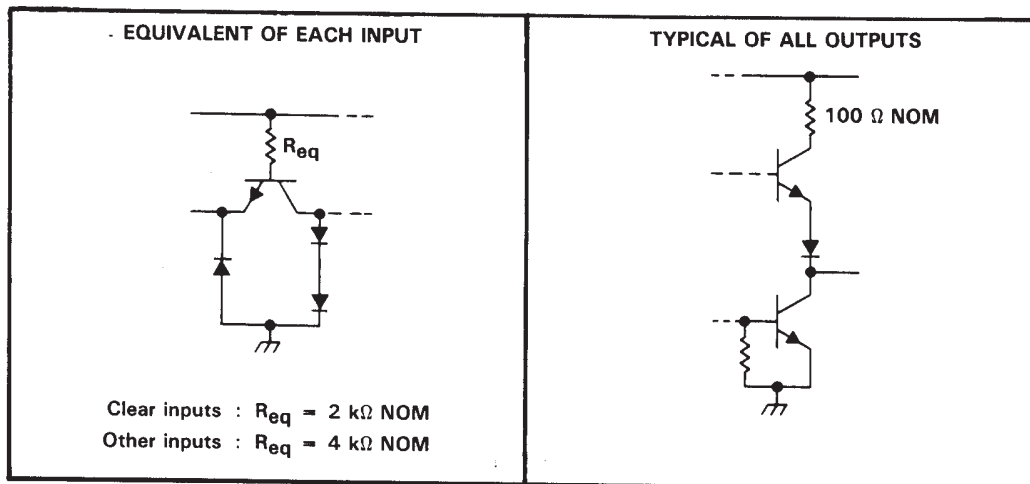 EQUIVALENT OF EACH INPUT
Req
Clear inputs : Req = 2 kΩ NOM
Other inputs : Req = 4 kΩ NOM
TYPICAL OF ALL OUTPUTS
100 Ω NOM